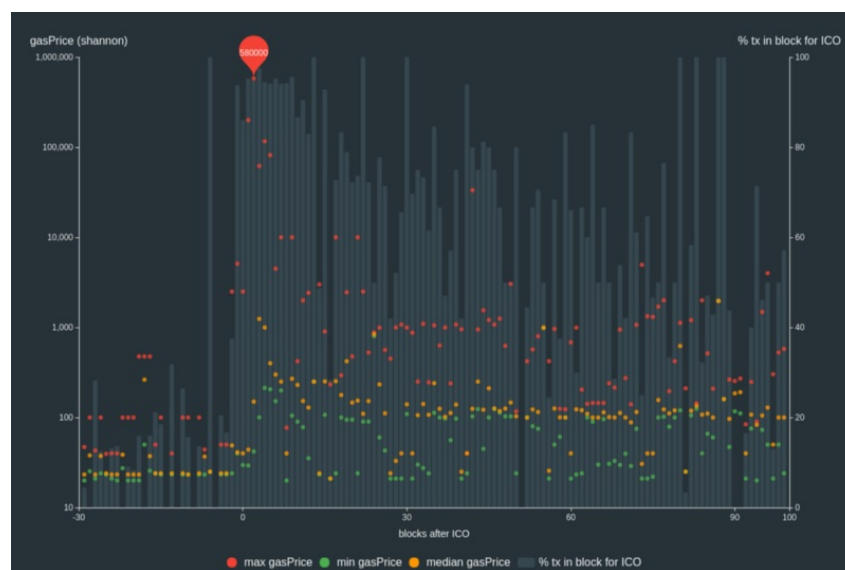 gasPrice (shannon)
% tx in block for ICO
580000
1,000,000
100
100,000
80
10,000
60
1,000
40
100
20
10
0
-30
0
30
60
90
100
blocks after ICO
max gasPrice
min gasPrice
median gasPrice
% tx in block for ICO